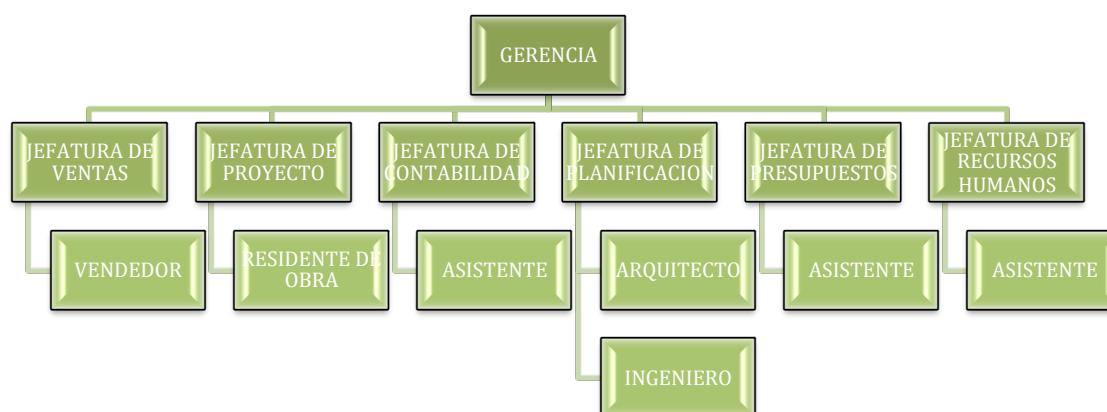 GERENCIA
JEFATURA DE
VENTAS
JEFATURA DE
PROYECTO
JEFATURA DE
CONTABILIDAD
JEFATURA DE
PLANIFICACION
JEFATURA DE
PRESUPUESTOS
JEFATURA DE
RECURSOS
HUMANOS
VENDEDOR
RESIDENTE DE
OBRA
ASISTENTE
ARQUITECTO
ASISTENTE
ASISTENTE
INGENIERO